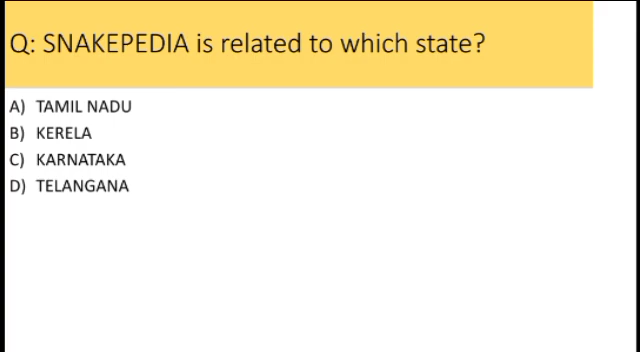 Q: SNAKEPEDIA is related to which state?
A) TAMIL NADU
B) KERELA
C) KARNATAKA
D) TELANGANA